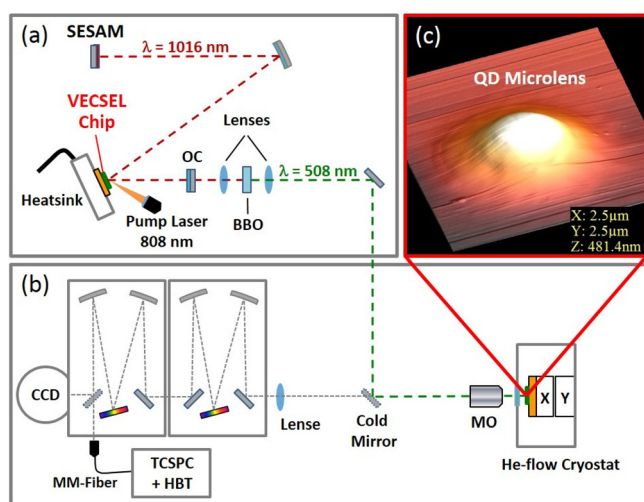 (a)
SESAM
λ = 1016 nm
VECSEL
Chip
Lenses
OC
λ = 508 nm
Heatsink
Pump Laser
808 nm
BBO
(c)
QD Microlens
X: 2.5µm
Y: 2.5µm
Z: 481.4nm
(b)
CCD
Lense
Cold
Mirror
MO
X
Y
He-flow Cryostat
MM-Fiber
TCSPC
+ HBT